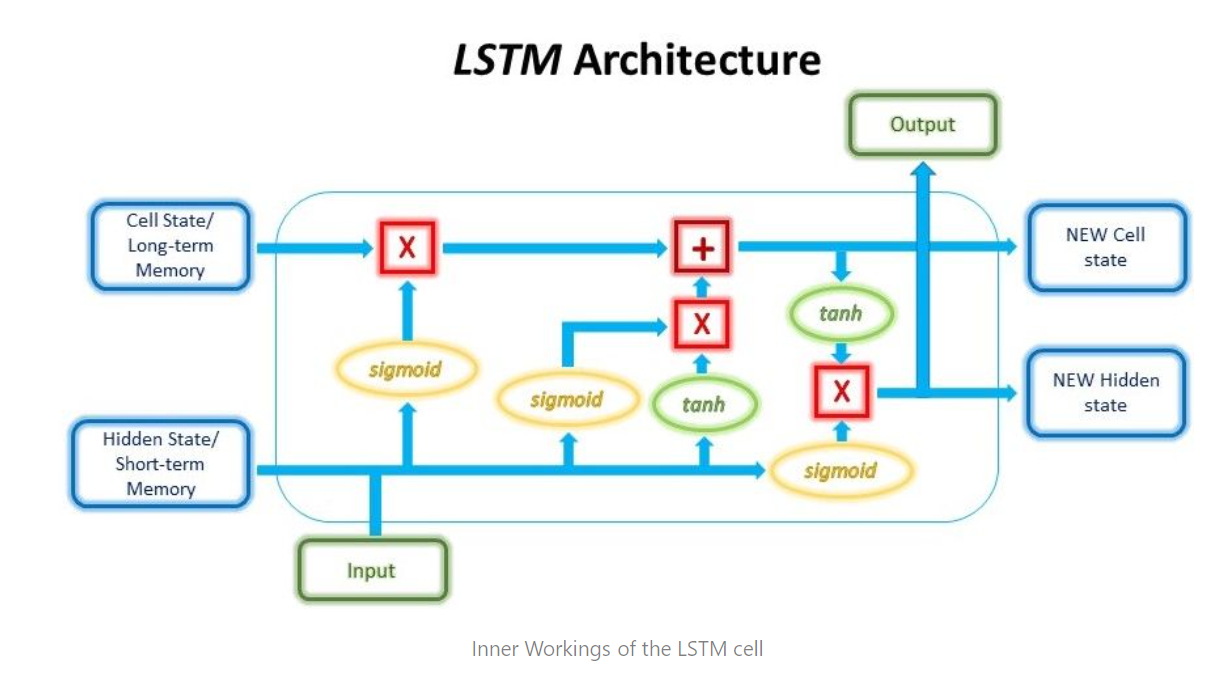 LSTM Architecture
Output
Cell State/
Long-term
Memory
X
+
NEW Cell
state
tanh
X
sigmoid
sigmoid
tanh
X
NEW Hidden
state
Hidden State/
Short-term
Memory
sigmoid
Input
Inner Workings of the LSTM cell